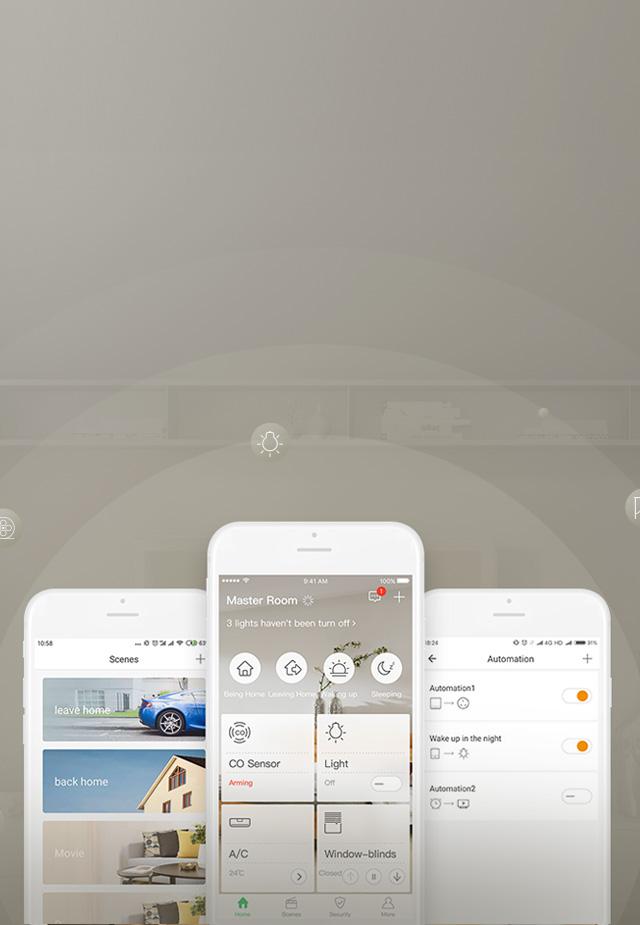 10:58
63
Scenes
leave home
back home
Movie
9:41 AM
100%
Master Room
1
3 lights haven't been turn off >
Being Home
Leaving Home
Waking up
Sleeping
CO
CO Sensor
Arming
Light
Off
A/C
24℃
Window-blinds
Closed
Home
Scenes
Security
More
18:24
4G HD
91%
Automation
Automation1
Wake up in the night
Automation2